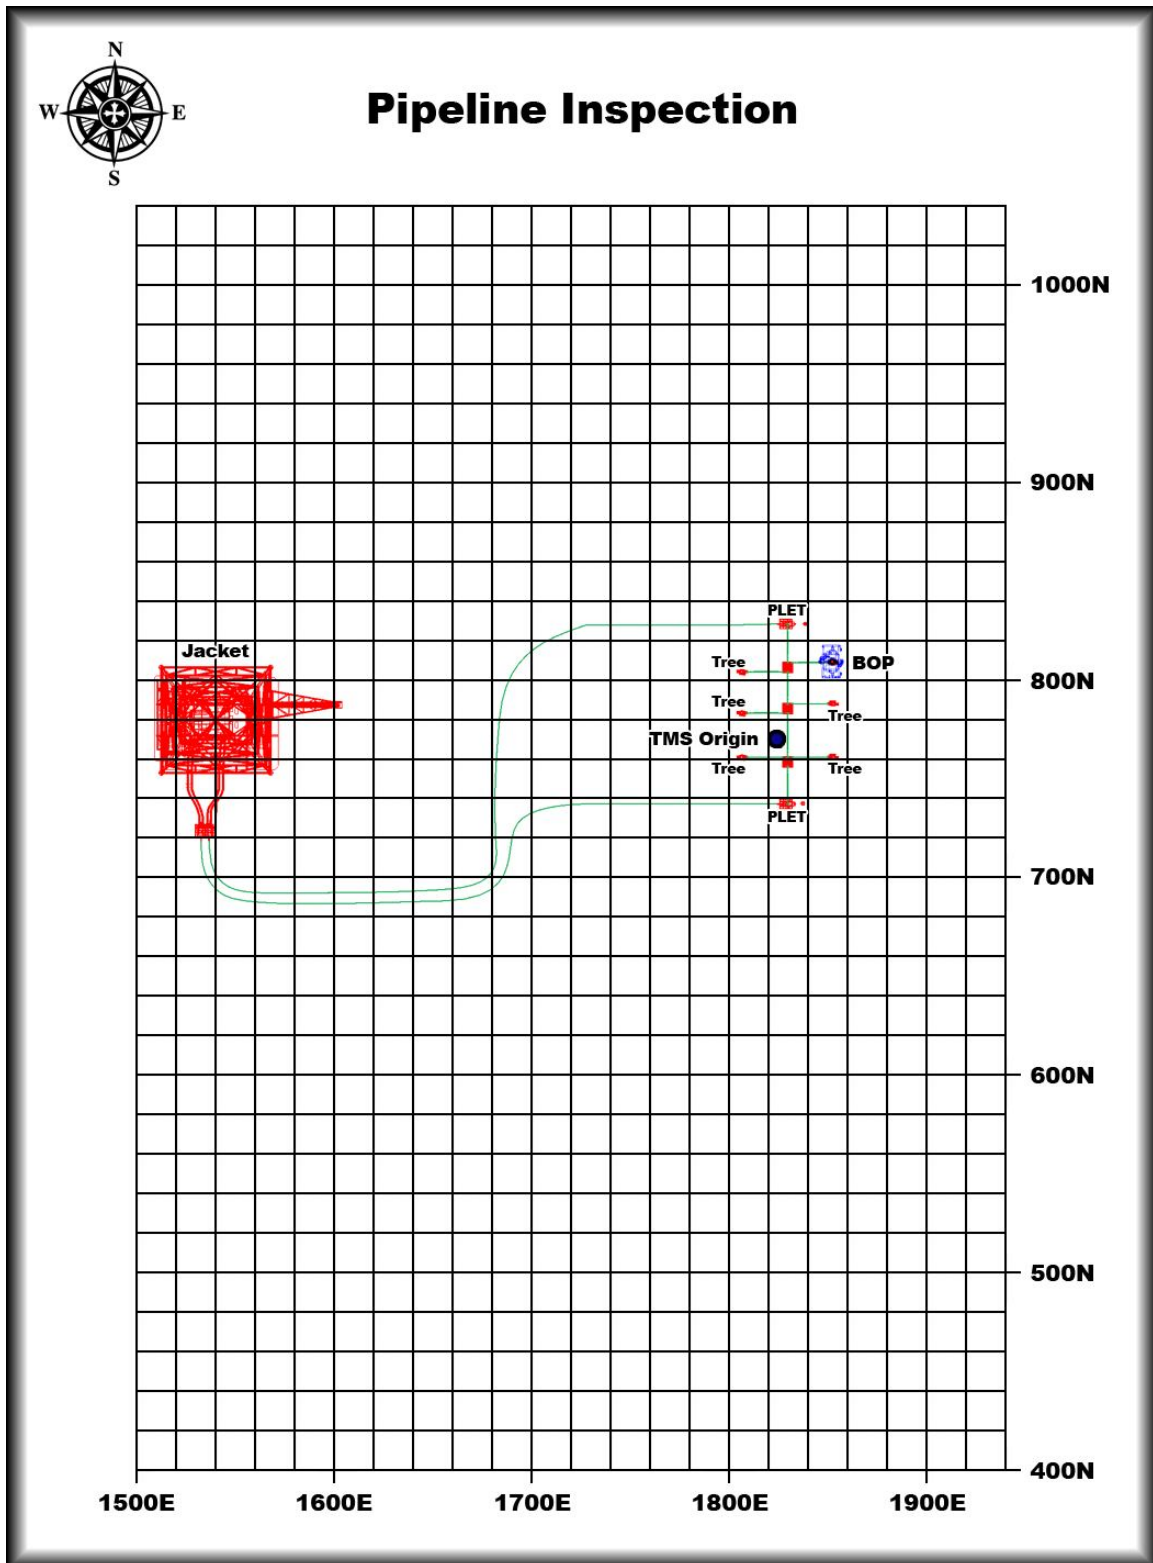 N
W E
S
Pipeline Inspection
1000N
900N
PLET
Jacket
Tree
BOP
800N
Tree
Tree
TMS Origin
Tree
Tree
PLET
700N
600N
500N
400N
1500E 1600E 1700E 1800E 1900E